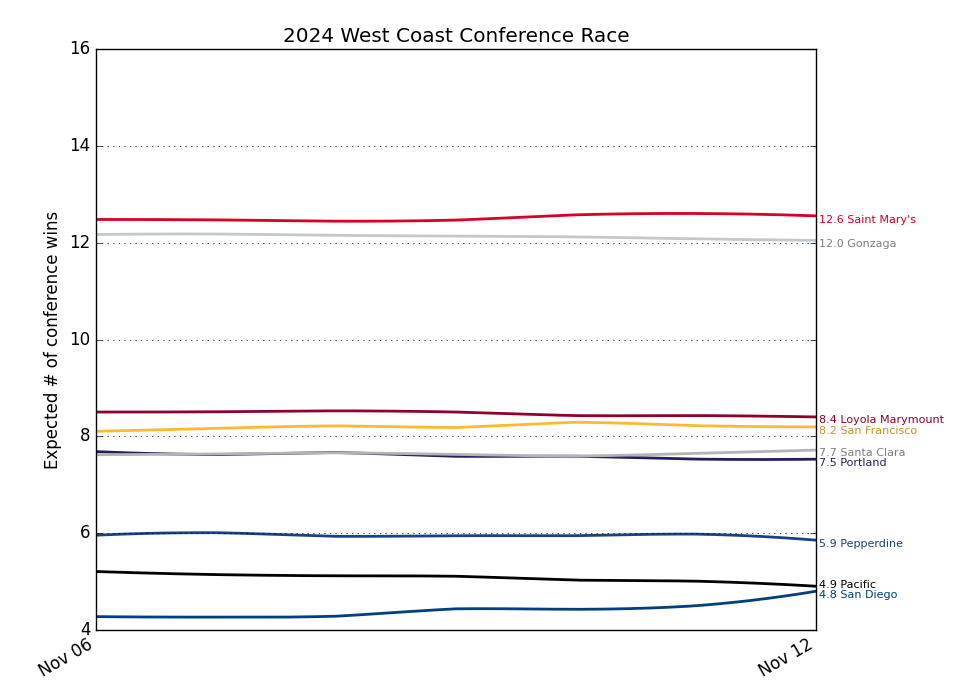 2024 West Coast Conference Race
Expected # of conference wins
16
14
12
10
8
6
4
12.6 Saint Mary's
12.0 Gonzaga
8.4 Loyola Marymount
8.2 San Francisco
7.7 Santa Clara
7.5 Portland
5.9 Pepperdine
4.9 Pacific
4.8 San Diego
Nov 06
Nov 12